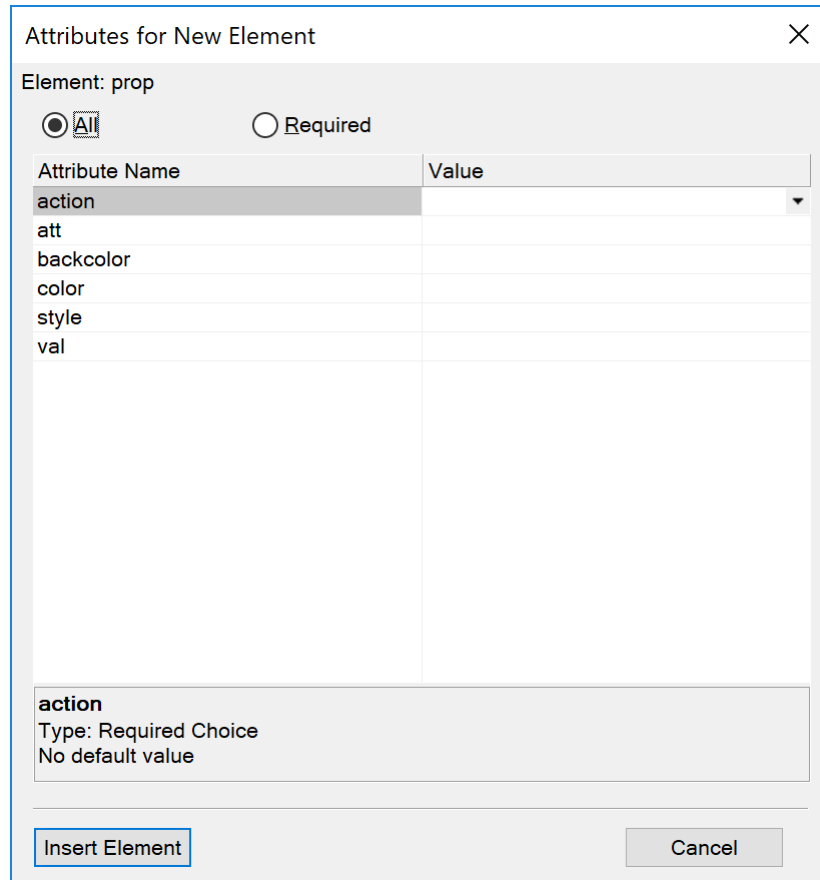 Attributes for New Element
Element: prop
All Required
Attribute Name Value
action
att
backcolor
color
style
val
action
Type: Required Choice
No default value
Insert Element Cancel